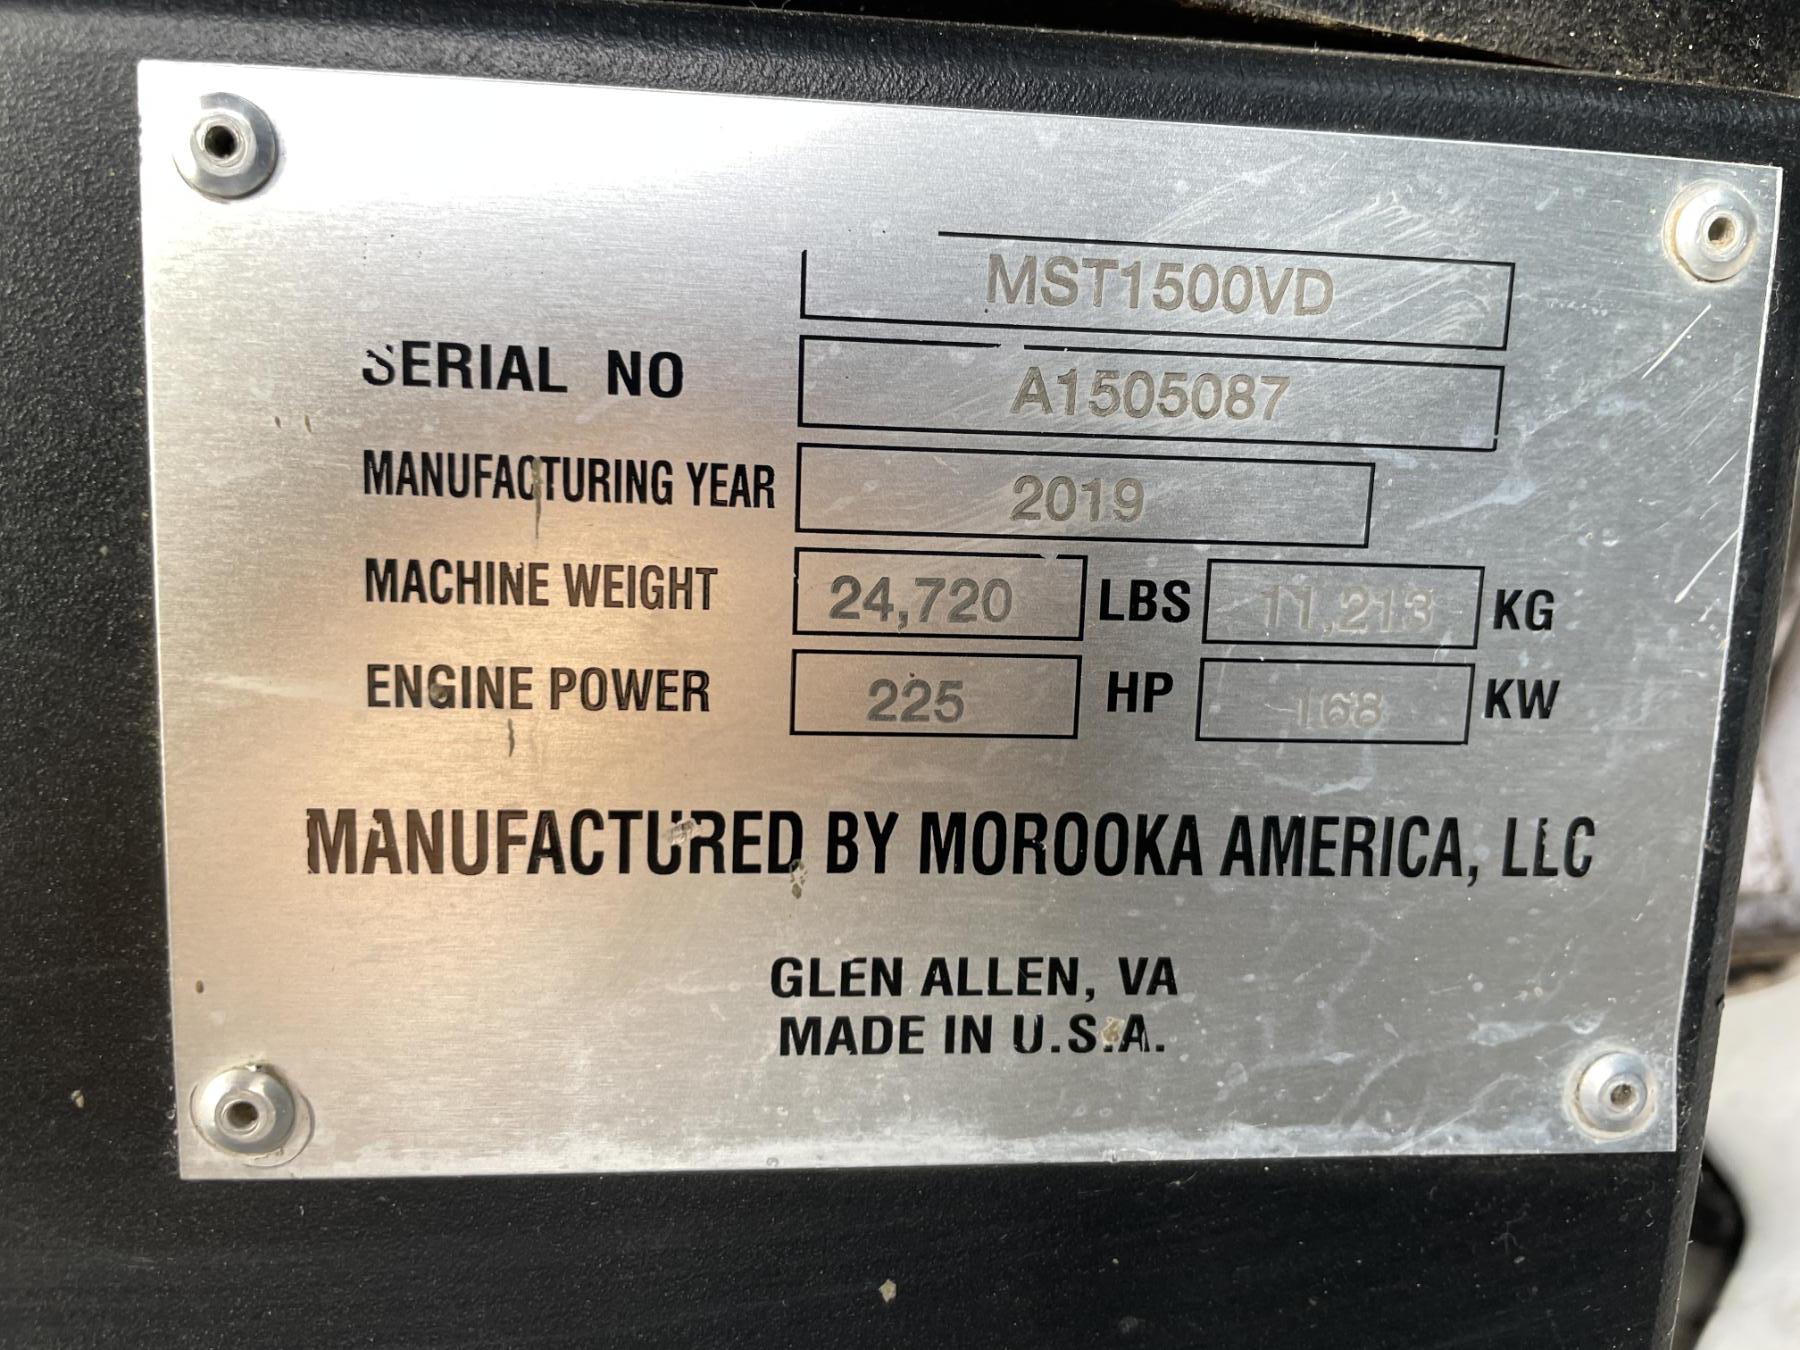 MST1500VD
SERIAL NO A1505087
MANUFACTURING YEAR 2019
MACHINE WEIGHT 24,720 LBS 11,213 KG
ENGINE POWER 225 HP 168 KW
MANUFACTURED BY MOROOKA AMERICA, LLC
GLEN ALLEN, VA
MADE IN U.S.A.